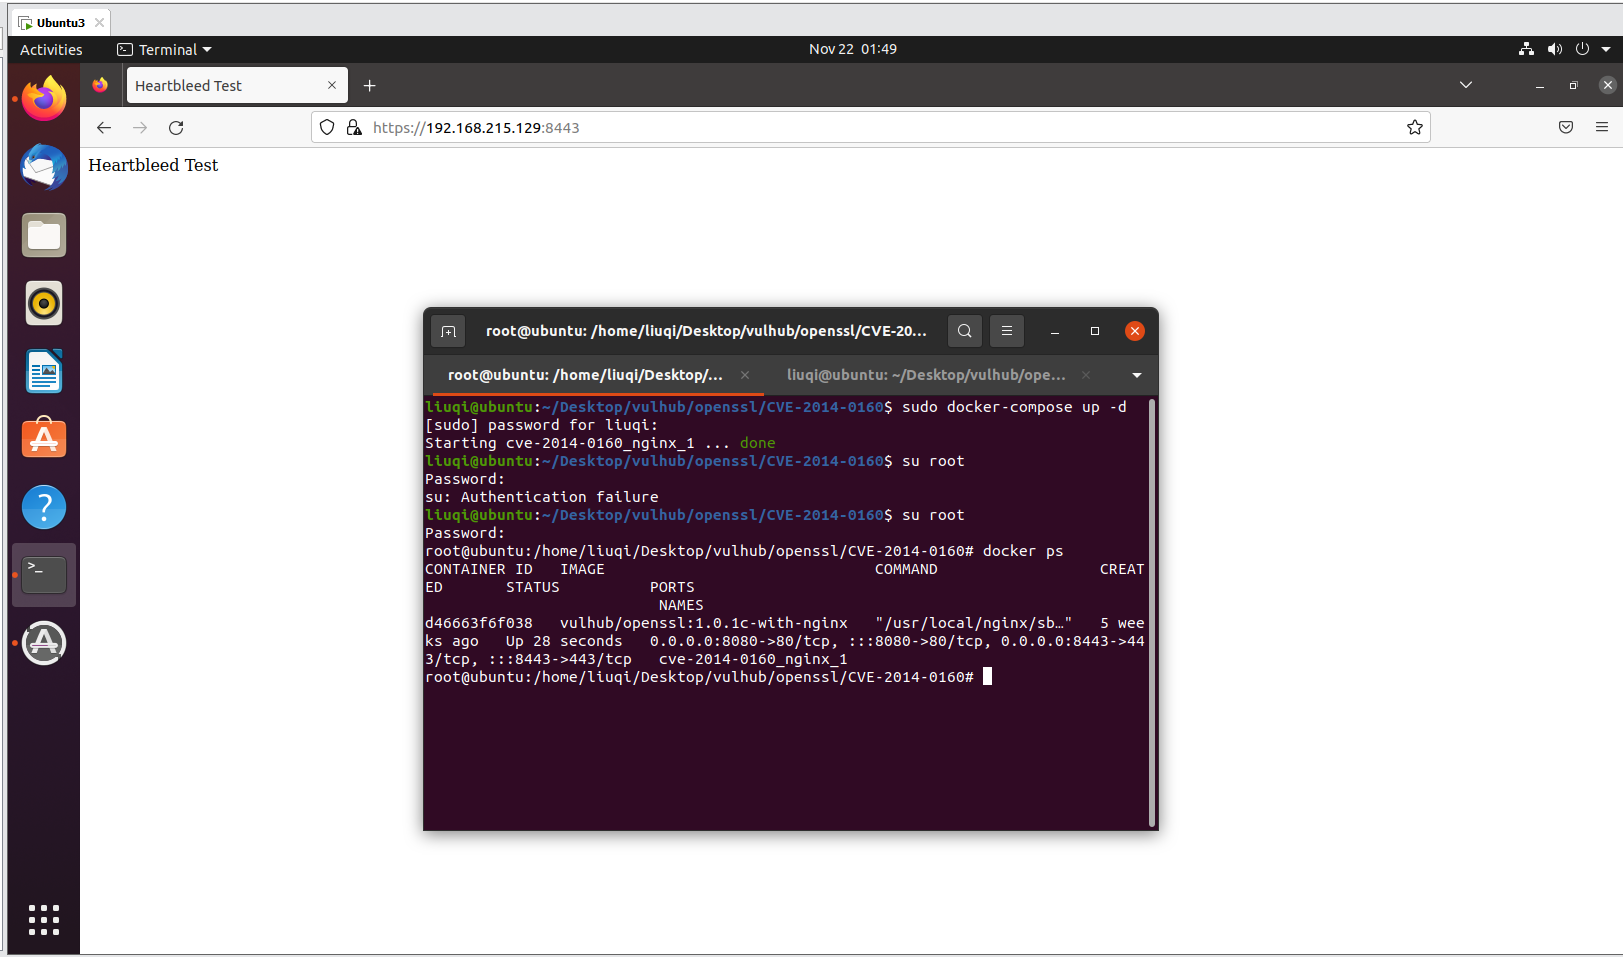 Ubuntu3
Activities
Terminal
Nov 22 01:49
Heartbleed Test
https://192.168.215.129:8443
Heartbleed Test
root@ubuntu: /home/liuqi/Desktop/vulhub/openssl/CVE-20...
root@ubuntu: /home/liuqi/Desktop/...
liuqi@ubuntu: ~/Desktop/vulhub/ope...
liuqi@ubuntu:~/Desktop/vulhub/openssl/CVE-2014-0160$ sudo docker-compose up -d
[sudo] password for liuqi:
Starting cve-2014-0160_nginx_1 ... done
liuqi@ubuntu:~/Desktop/vulhub/openssl/CVE-2014-0160$ su root
Password:
su: Authentication failure
liuqi@ubuntu:~/Desktop/vulhub/openssl/CVE-2014-0160$ su root
Password:
root@ubuntu:/home/liuqi/Desktop/vulhub/openssl/CVE-2014-0160# docker ps
CONTAINER ID   IMAGE                              COMMAND                  CREAT
ED       STATUS          PORTS
                          NAMES
d46663f6f038   vulhub/openssl:1.0.1c-with-nginx   "/usr/local/nginx/sb…"   5 wee
ks ago   Up 28 seconds   0.0.0.0:8080->80/tcp, :::8080->80/tcp, 0.0.0.0:8443->44
3/tcp, :::8443->443/tcp   cve-2014-0160_nginx_1
root@ubuntu:/home/liuqi/Desktop/vulhub/openssl/CVE-2014-0160#